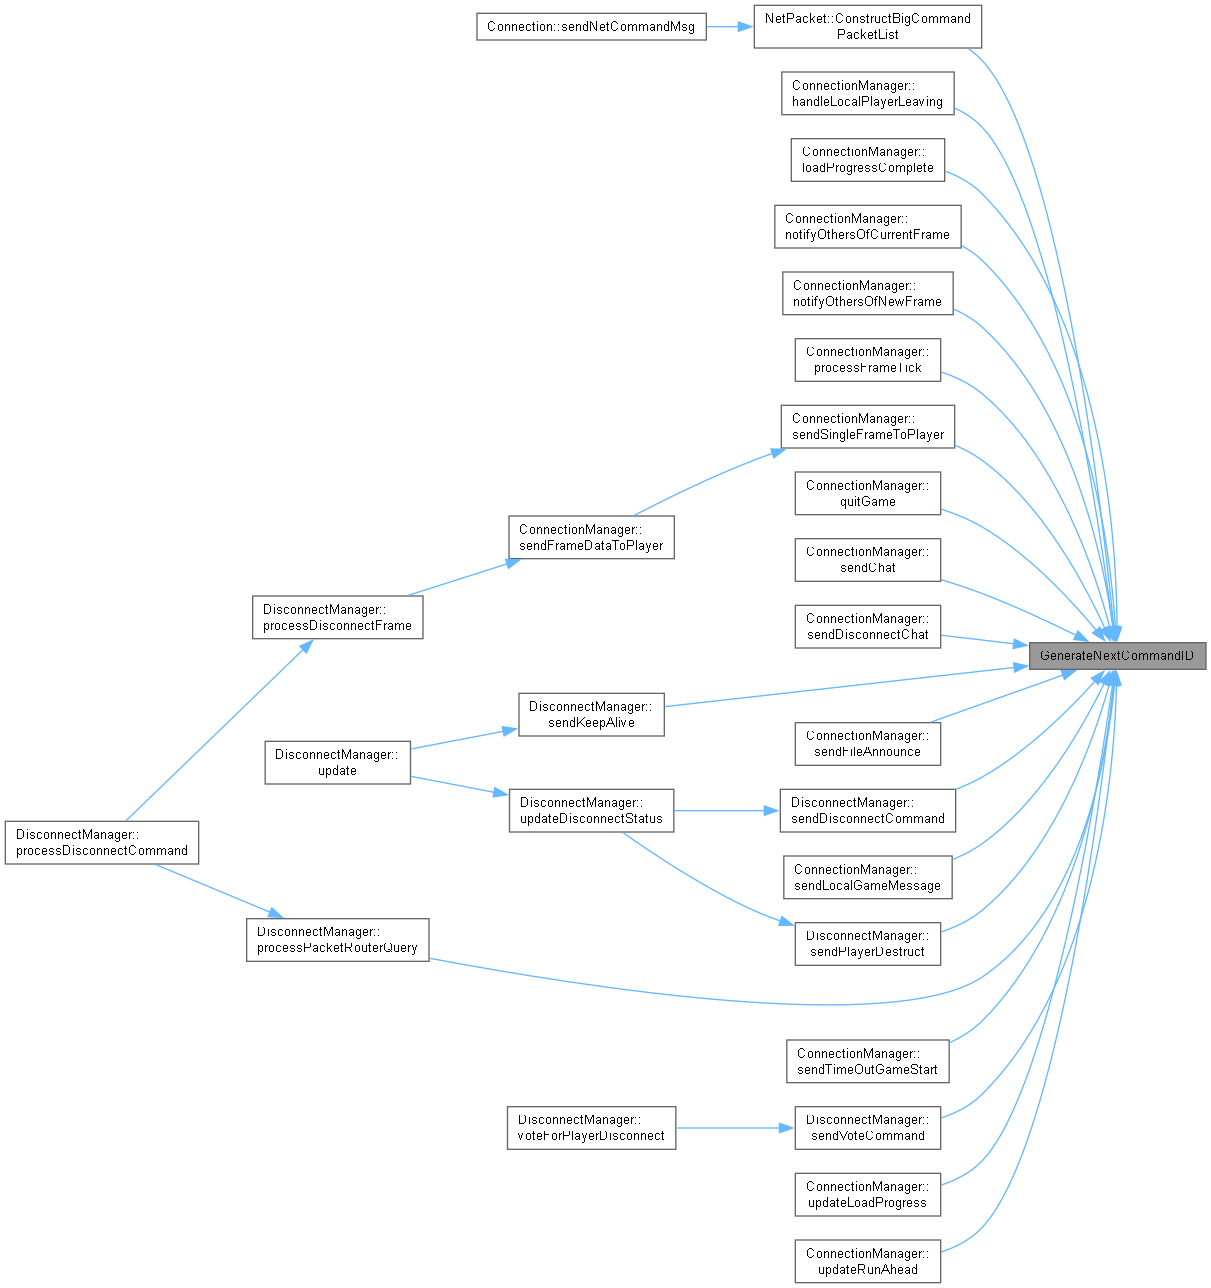 Connection::sendNetCommandMsg
NetPacket::ConstructBigCommand
PacketList
ConnectionManager::
handleLocalPlayerLeaving
ConnectionManager::
loadProgressComplete
ConnectionManager::
notifyOthersOfCurrentFrame
ConnectionManager::
notifyOthersOfNewFrame
ConnectionManager::
processFrameTick
ConnectionManager::
sendSingleFrameToPlayer
ConnectionManager::
quitGame
ConnectionManager::
sendFrameDataToPlayer
ConnectionManager::
sendChat
DisconnectManager::
processDisconnectFrame
ConnectionManager::
sendDisconnectChat
GenerateNextCommandID
DisconnectManager::
sendKeepAlive
ConnectionManager::
sendFileAnnounce
DisconnectManager::
update
DisconnectManager::
updateDisconnectStatus
DisconnectManager::
sendDisconnectCommand
DisconnectManager::
processDisconnectCommand
ConnectionManager::
sendLocalGameMessage
DisconnectManager::
processPacketRouterQuery
DisconnectManager::
sendPlayerDestruct
ConnectionManager::
sendTimeOutGameStart
DisconnectManager::
voteForPlayerDisconnect
DisconnectManager::
sendVoteCommand
ConnectionManager::
updateLoadProgress
ConnectionManager::
updateRunAhead